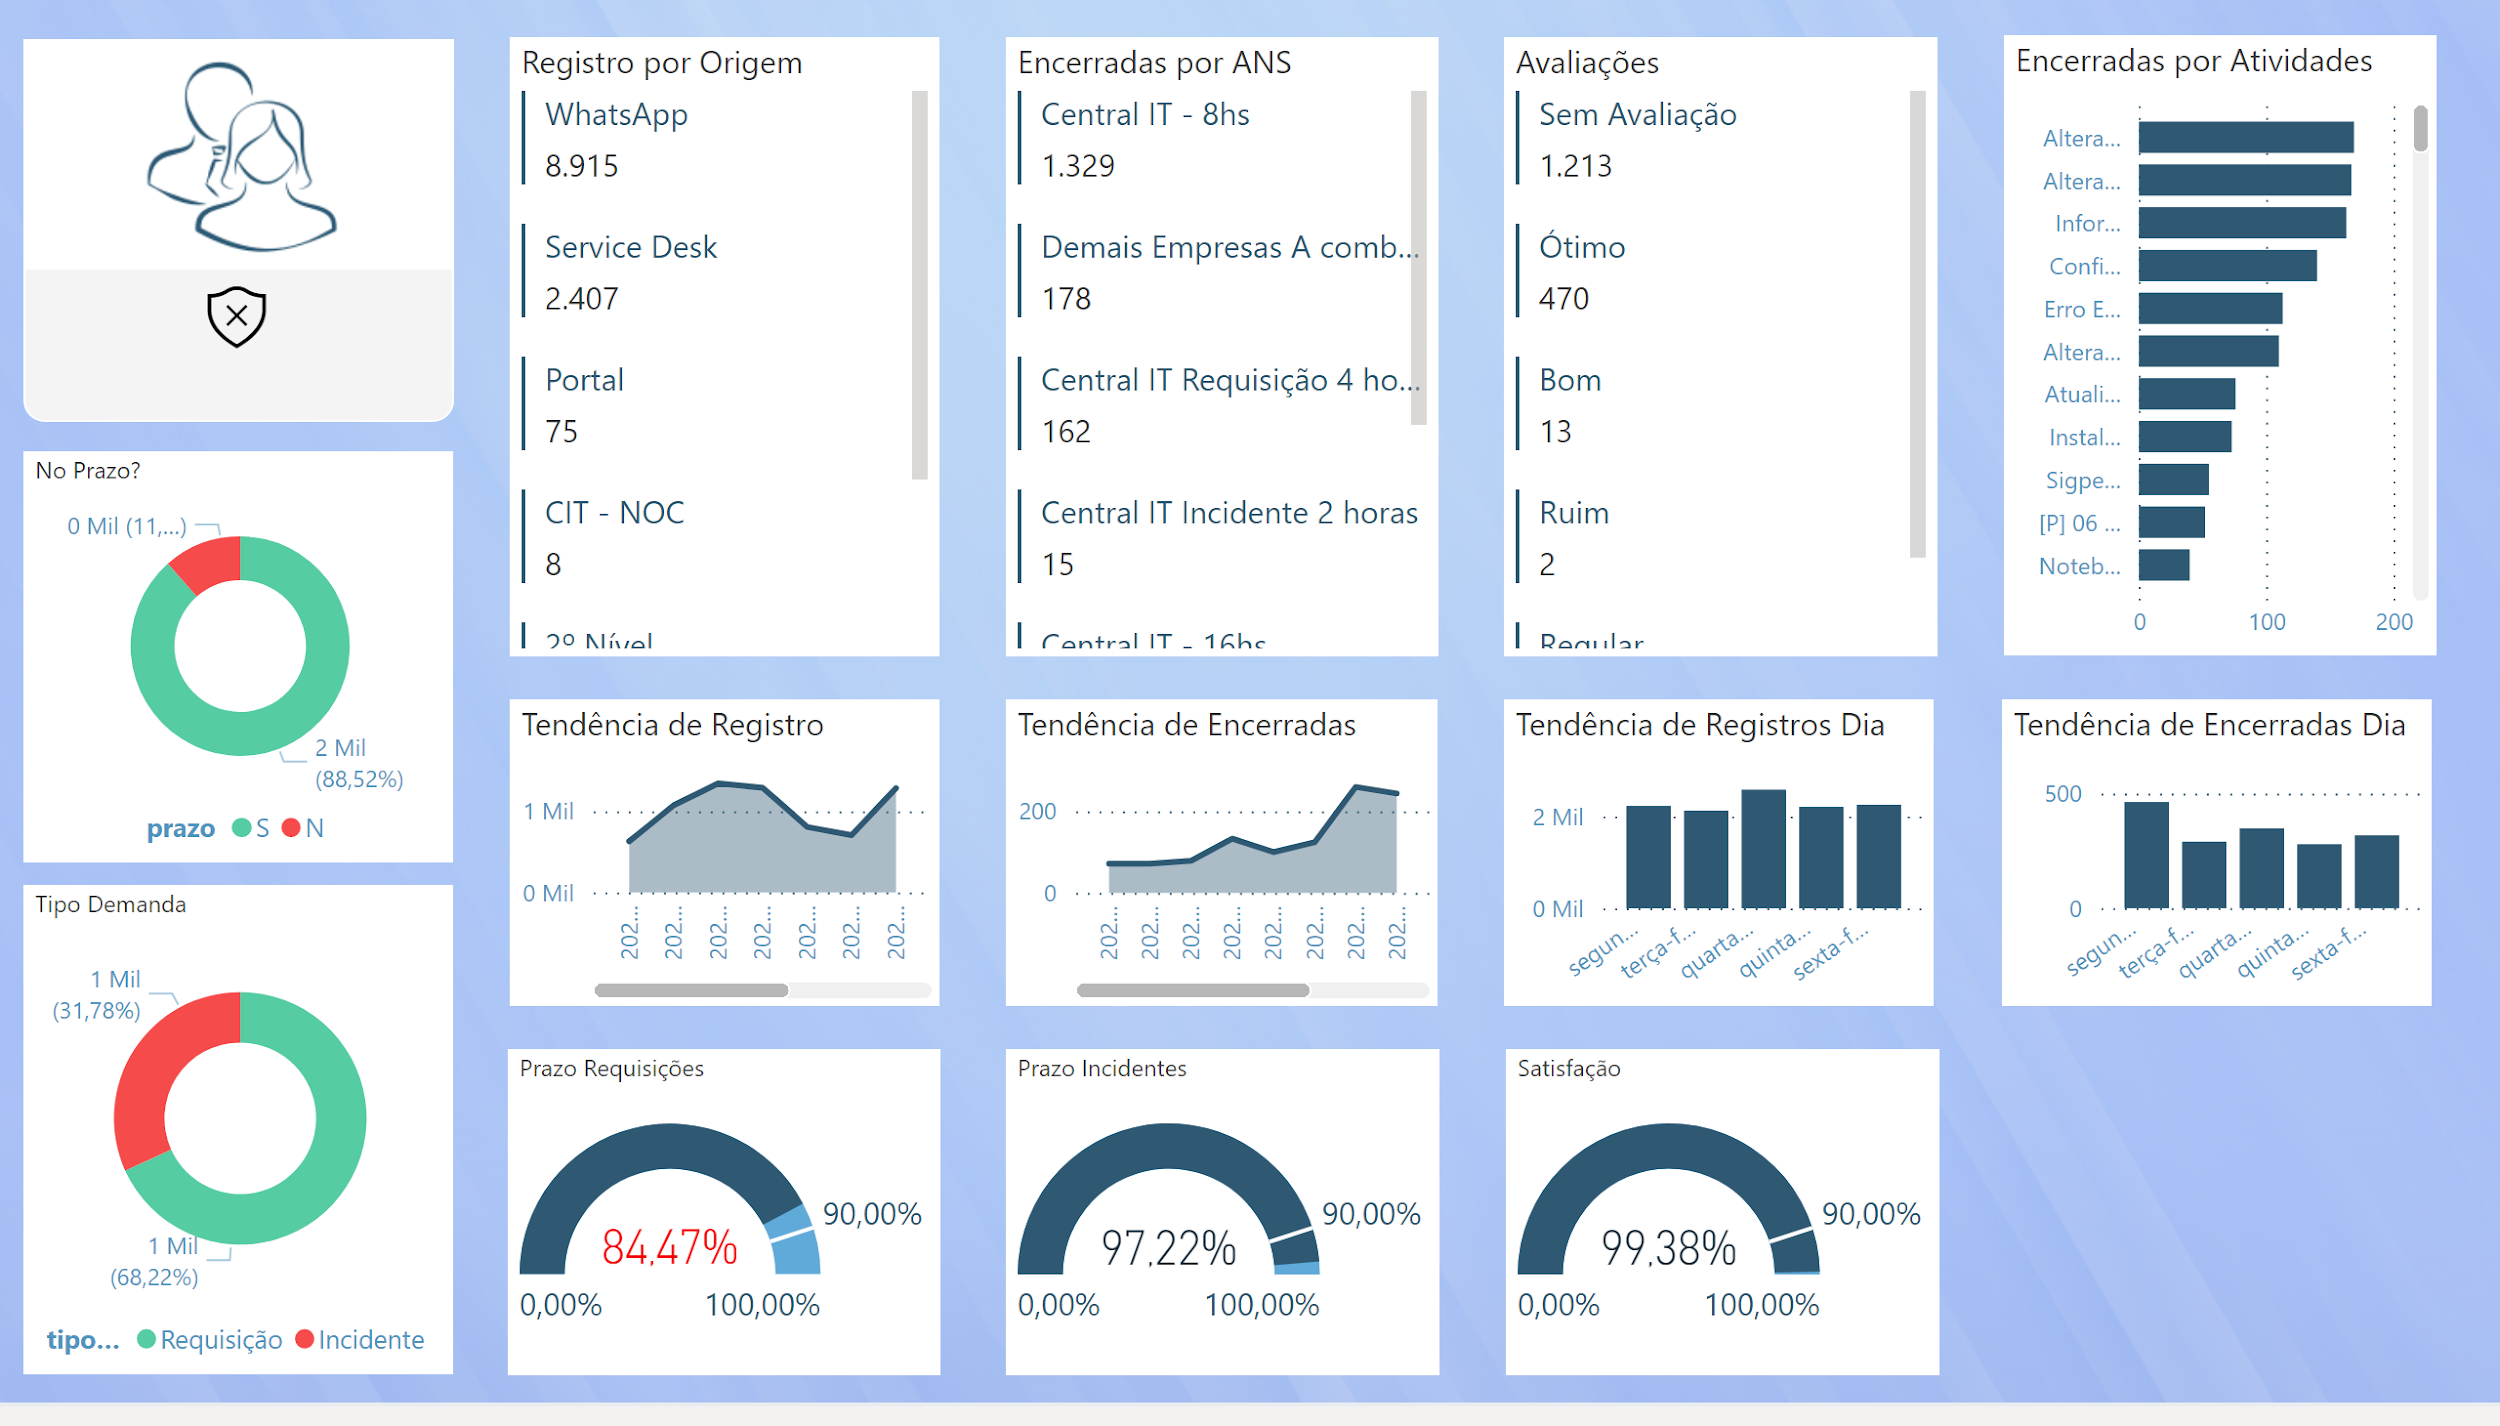 No Prazo?
0 Mil (11,...)
2 Mil
(88,52%)
prazo S N
Tipo Demanda
1 Mil
(31,78%)
1 Mil
(68,22%)
tipo... Requisição Incidente
Registro por Origem
WhatsApp
8.915
Service Desk
2.407
Portal
75
CIT - NOC
8
2º Nível
Encerradas por ANS
Central IT - 8hs
1.329
Demais Empresas A comb...
178
Central IT Requisição 4 ho...
162
Central IT Incidente 2 horas
15
Central IT - 16hs
Avaliações
Sem Avaliação
1.213
Ótimo
470
Bom
13
Ruim
2
Regular
Encerradas por Atividades
Altera...
Altera...
Infor...
Confi...
Erro E...
Altera...
Atuali...
Instal...
Sigpe...
[P] 06 ...
Noteb...
0 100 200
Tendência de Registro
1 Mil
0 Mil
202... 202... 202... 202... 202... 202... 202...
Tendência de Encerradas
200
0
202... 202... 202... 202... 202... 202... 202... 202...
Tendência de Registros Dia
2 Mil
0 Mil
segun... terça-f... quarta... quinta... sexta-f...
Tendência de Encerradas Dia
500
0
segun... terça-f... quarta... quinta... sexta-f...
Prazo Requisições
90,00%
84,47%
0,00% 100,00%
Prazo Incidentes
90,00%
97,22%
0,00% 100,00%
Satisfação
90,00%
99,38%
0,00% 100,00%